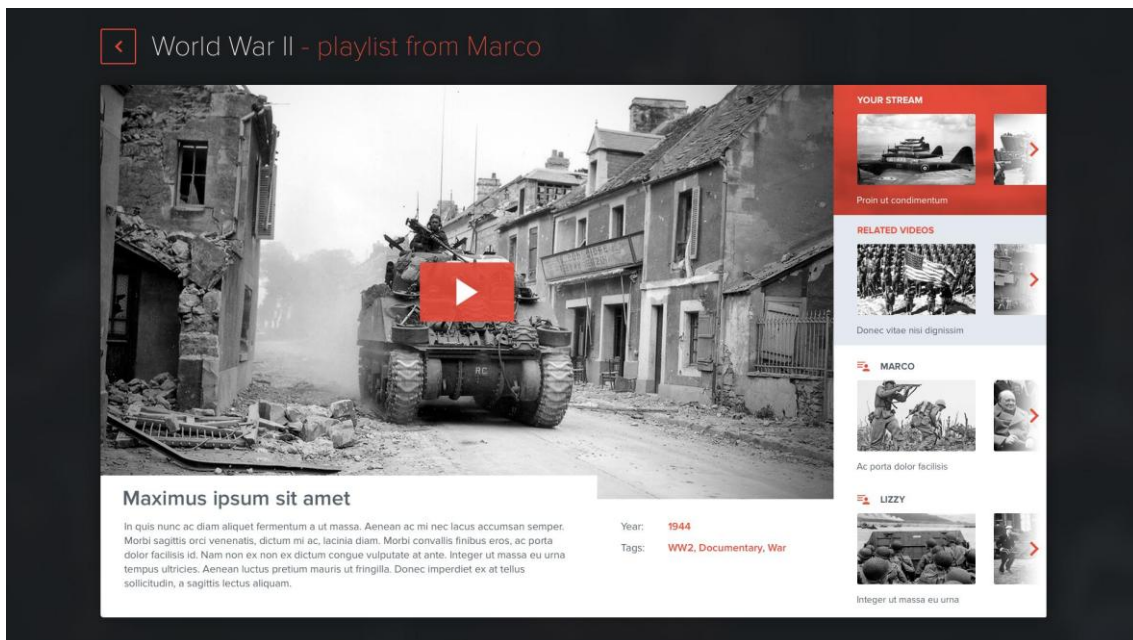 World War II - playlist from Marco
YOUR STREAM
Proin ut condimentum
RELATED VIDEOS
Donec vitae nisi dignissim
MARCO
Ac porta dolor facilisis
LIZZY
Integer ut massa eu urna
RG
Maximus ipsum sit amet
In quis nunc ac diam aliquet fermentum a ut massa. Aenean ac mi nec lacus accumsan semper.
Morbi sagittis orci venenatis, dictum mi ac, lacinia diam. Morbi convallis finibus eros, ac porta
dolor facilisis id. Nam non ex non ex dictum congue vulputate at ante. Integer ut massa eu urna
tempus ultricies. Aenean luctus pretium mauris ut fringilla. Donec imperdiet ex at tellus
sollicitudin, a sagittis lectus aliquam.
Year: 1944
Tags: WW2, Documentary, War